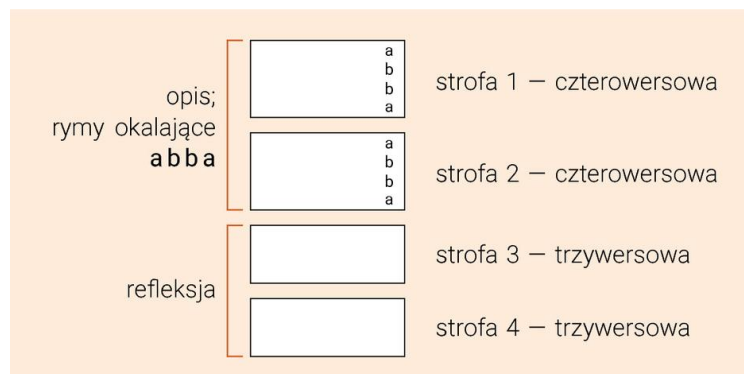 opis;
rymy okalające
abba
a
b
b
a
strofa 1 — czterowersowa
a
b
b
a
strofa 2 — czterowersowa
refleksja
strofa 3 — trzywersowa
strofa 4 — trzywersowa